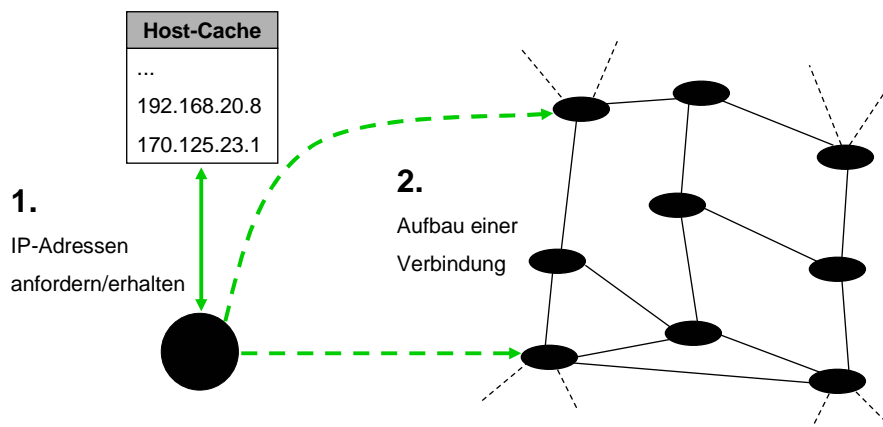 Host-Cache
...
192.168.20.8
170.125.23.1
1.
IP-Adressen
anfordern/erhalten
2.
Aufbau einer
Verbindung